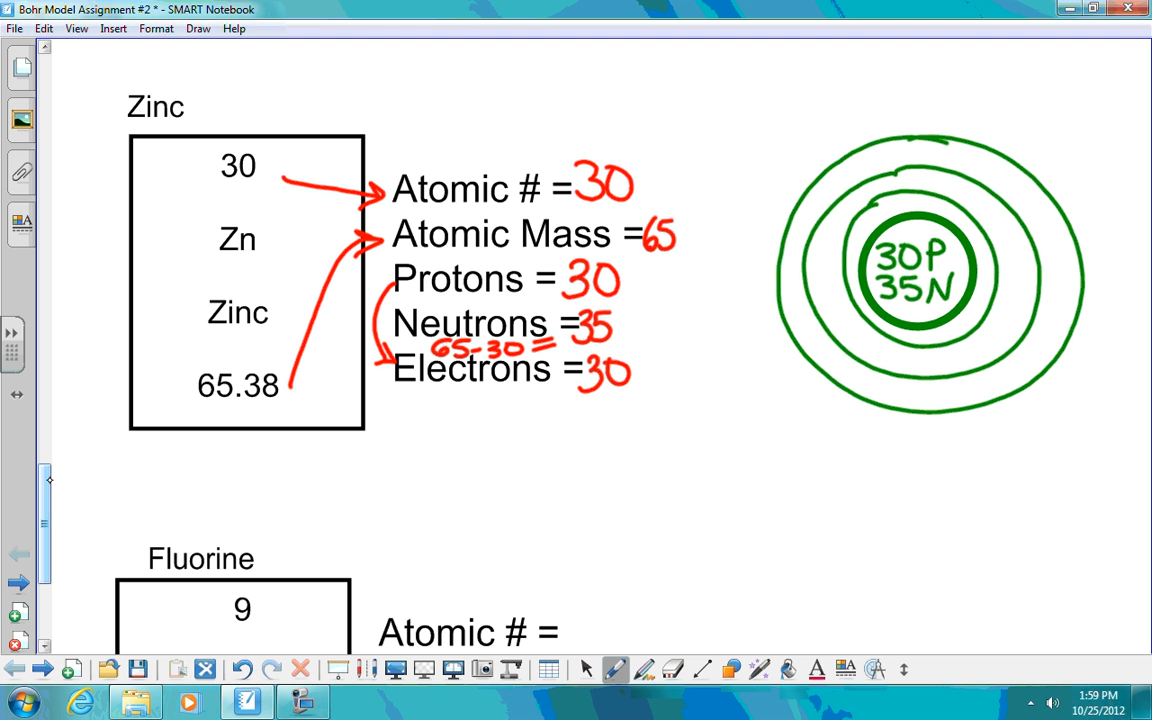 Bohr Model Assignment #2 * - SMART Notebook
File Edit View Insert Format Draw Help
Zinc
30
Zn
Zinc
65.38
Atomic # =30
Atomic Mass =65
Protons = 30
Neutrons =35
65-30=
Electrons =30
30P
35N
Fluorine
9
Atomic # =
1:59 PM
10/25/2012